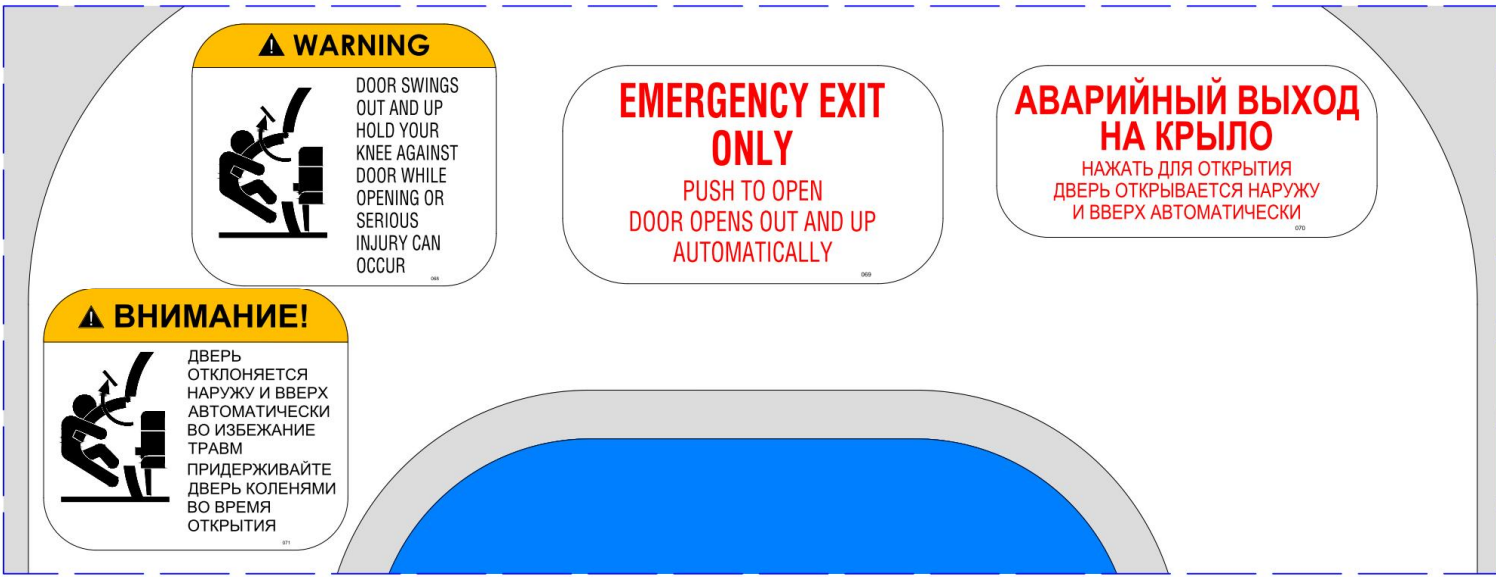 WARNING
DOOR SWINGS
OUT AND UP
HOLD YOUR
KNEE AGAINST
DOOR WHILE
OPENING OR
SERIOUS
INJURY CAN
OCCUR
068
EMERGENCY EXIT
ONLY
PUSH TO OPEN
DOOR OPENS OUT AND UP
AUTOMATICALLY
069
АВАРИЙНЫЙ ВЫХОД
НА КРЫЛО
НАЖАТЬ ДЛЯ ОТКРЫТИЯ
ДВЕРЬ ОТКРЫВАЕТСЯ НАРУЖУ
И ВВЕРХ АВТОМАТИЧЕСКИ
070
ВНИМАНИЕ!
ДВЕРЬ
ОТКЛОНЯЕТСЯ
НАРУЖУ И ВВЕРХ
АВТОМАТИЧЕСКИ
ВО ИЗБЕЖАНИЕ
ТРАВМ
ПРИДЕРЖИВАЙТЕ
ДВЕРЬ КОЛЕНЯМИ
ВО ВРЕМЯ
ОТКРЫТИЯ
071